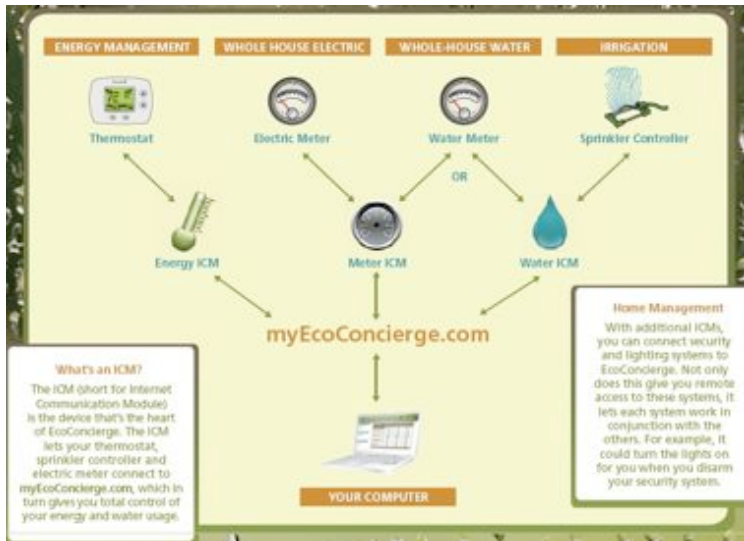 ENERGY MANAGEMENT
WHOLE HOUSE ELECTRIC
WHOLE-HOUSE WATER
IRRIGATION
Thermostat
Electric Meter
Water Meter
Sprinkler Controller
OR
Energy ICM
Meter ICM
Water ICM
myEcoConcierge.com
What's an ICM?
The ICM (short for Internet
Communication Module)
is the device that's the heart
of EcoConcierge. The ICM
lets your thermostat,
sprinkler controller and
electric meter connect to
myEcoConcierge.com, which in
turn gives you total control of
your energy and water usage.
YOUR COMPUTER
Home Management
With additional ICMs,
you can connect security
and lighting systems to
EcoConcierge. Not only
does this give you remote
access to these systems, it
lets each system work in
conjunction with the
others. For example, it
could turn the lights on
for you when you disarm
your security system.